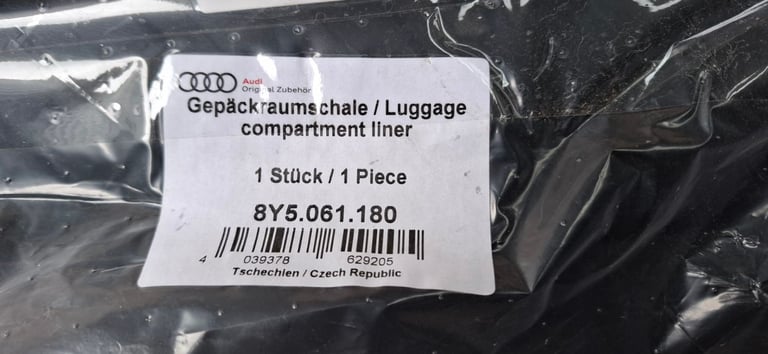 Audi
Original Zubehör
Gepäckraumschale / Luggage
compartment liner
1 Stück / 1 Piece
8Y5.061.180
4 039378 629205
Tschechien / Czech Republic